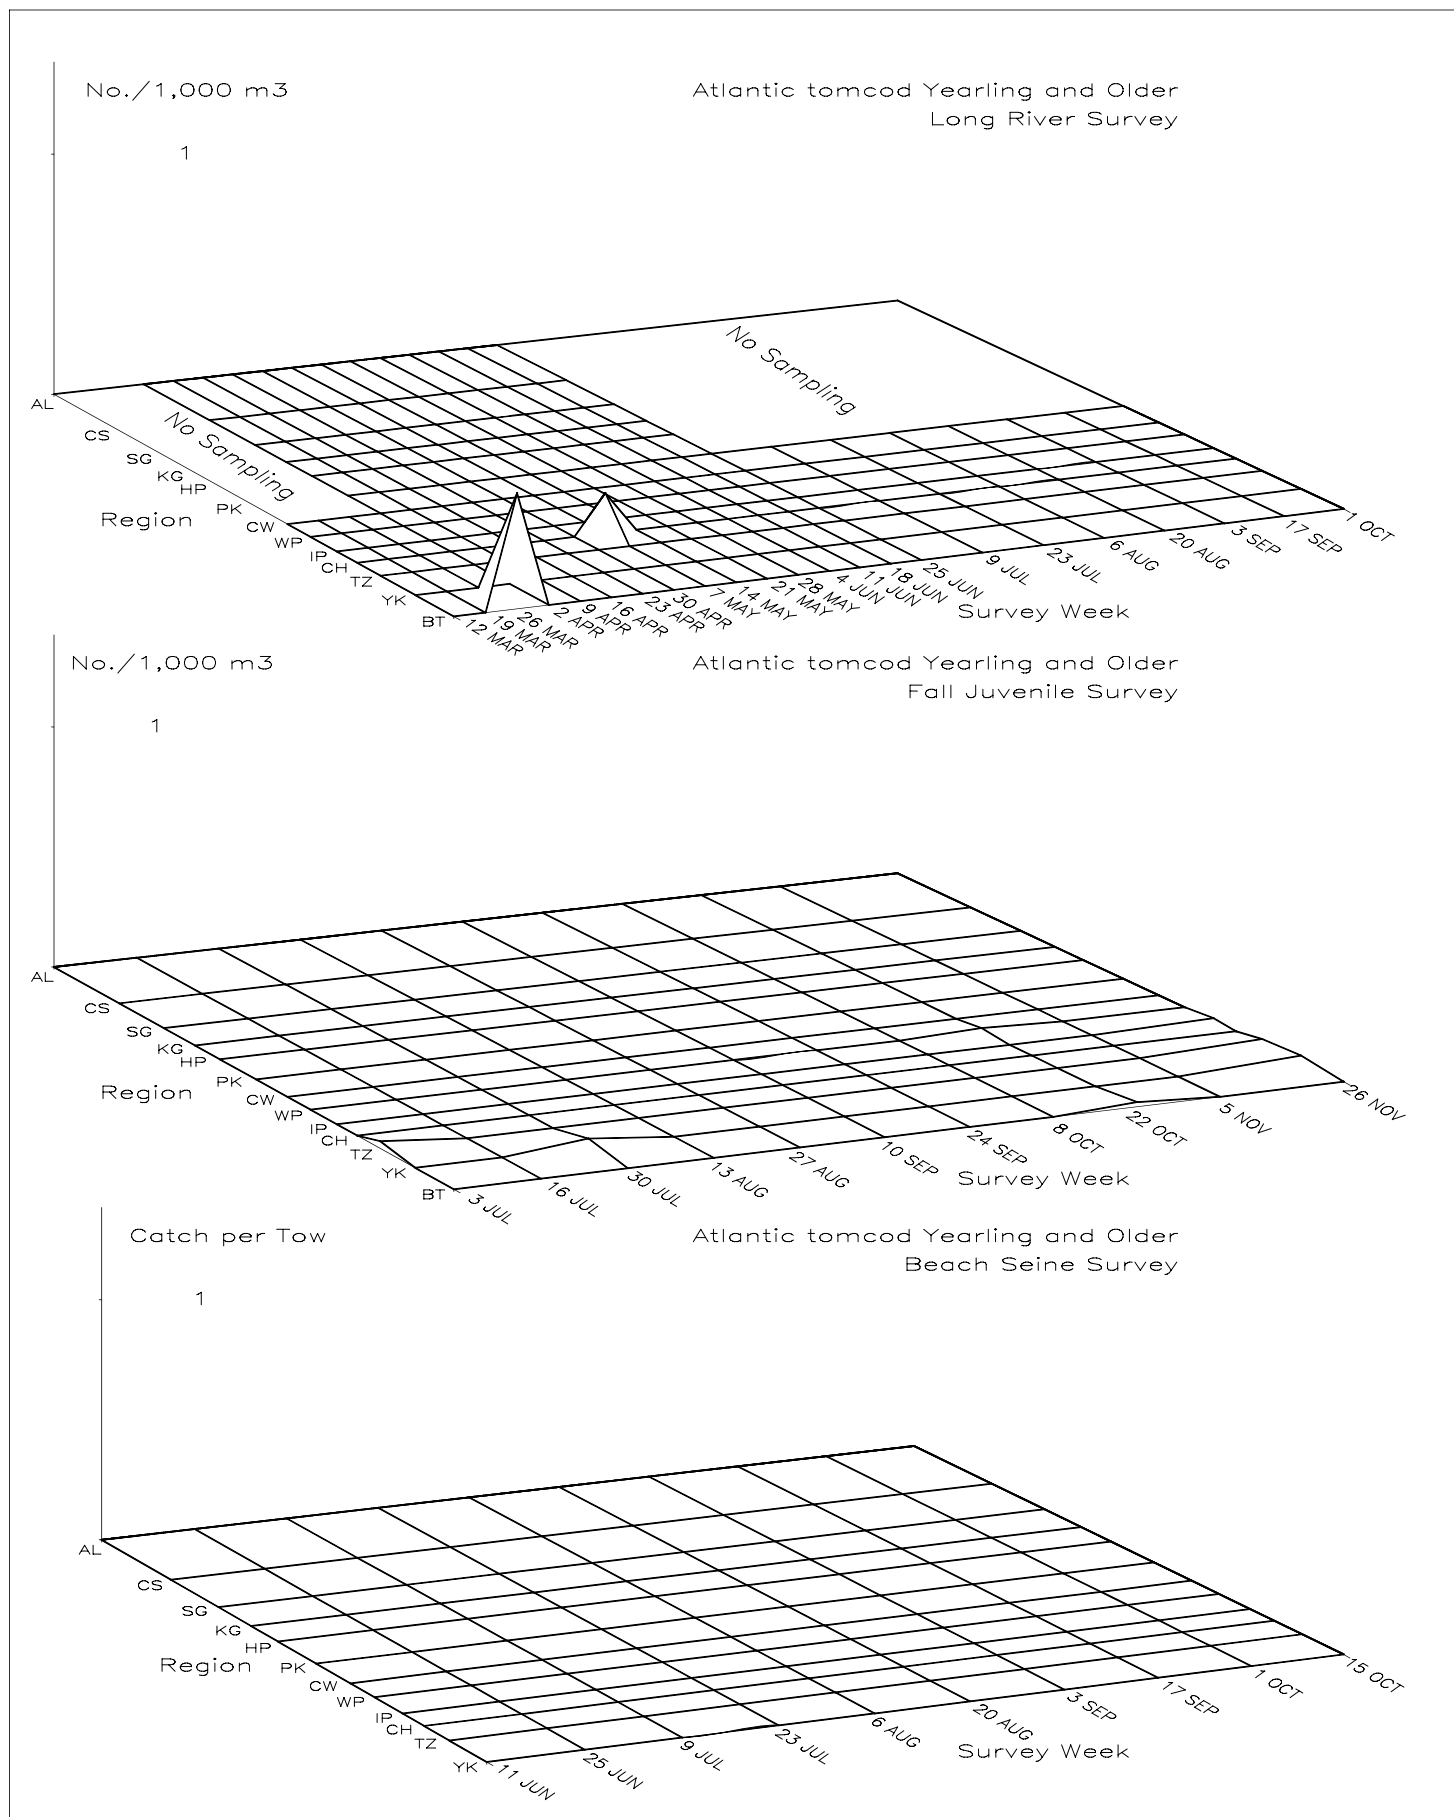 No./1,000 m3
Atlantic tomcod Yearling and Older
Long River Survey
1
No Sampling
No Sampling
AL
CS
SG
KG
HP
PK
CW
WP
IP
CH
TZ
YK
BT
Region
12 MAR
19 MAR
26 MAR
2 APR
9 APR
16 APR
23 APR
30 APR
7 MAY
14 MAY
21 MAY
28 MAY
4 JUN
11 JUN
18 JUN
25 JUN
9 JUL
23 JUL
6 AUG
20 AUG
3 SEP
17 SEP
1 OCT
Survey Week
No./1,000 m3
Atlantic tomcod Yearling and Older
Fall Juvenile Survey
1
AL
CS
SG
KG
HP
PK
CW
WP
IP
CH
TZ
YK
BT
Region
3 JUL
16 JUL
30 JUL
13 AUG
27 AUG
10 SEP
24 SEP
8 OCT
22 OCT
5 NOV
26 NOV
Survey Week
Catch per Tow
Atlantic tomcod Yearling and Older
Beach Seine Survey
1
AL
CS
SG
KG
HP
PK
CW
WP
IP
CH
TZ
YK
Region
11 JUN
25 JUN
9 JUL
23 JUL
6 AUG
20 AUG
3 SEP
17 SEP
1 OCT
15 OCT
Survey Week